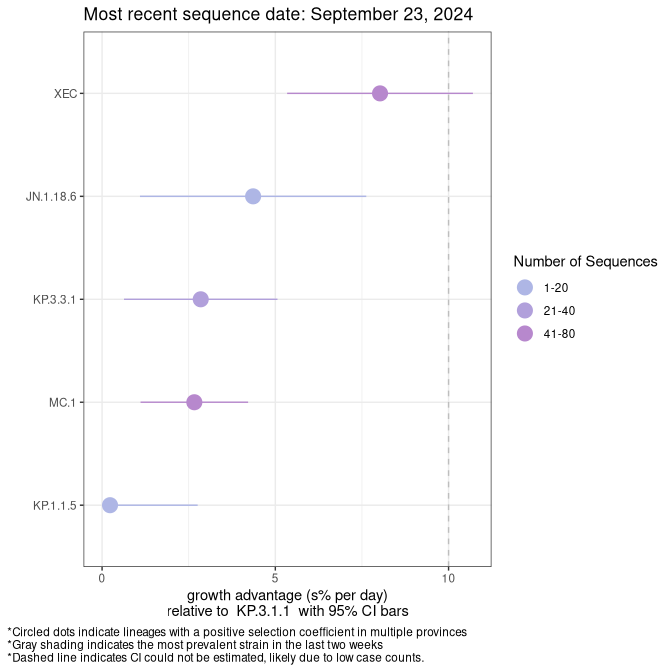 Most recent sequence date: September 23, 2024
XEC
JN.1.18.6
KP.3.3.1
MC.1
KP.1.1.5
0 5 10
growth advantage (s% per day)
relative to KP.3.1.1 with 95% CI bars
Number of Sequences
1-20
21-40
41-80
*Circled dots indicate lineages with a positive selection coefficient in multiple provinces
*Gray shading indicates the most prevalent strain in the last two weeks
*Dashed line indicates CI could not be estimated, likely due to low case counts.